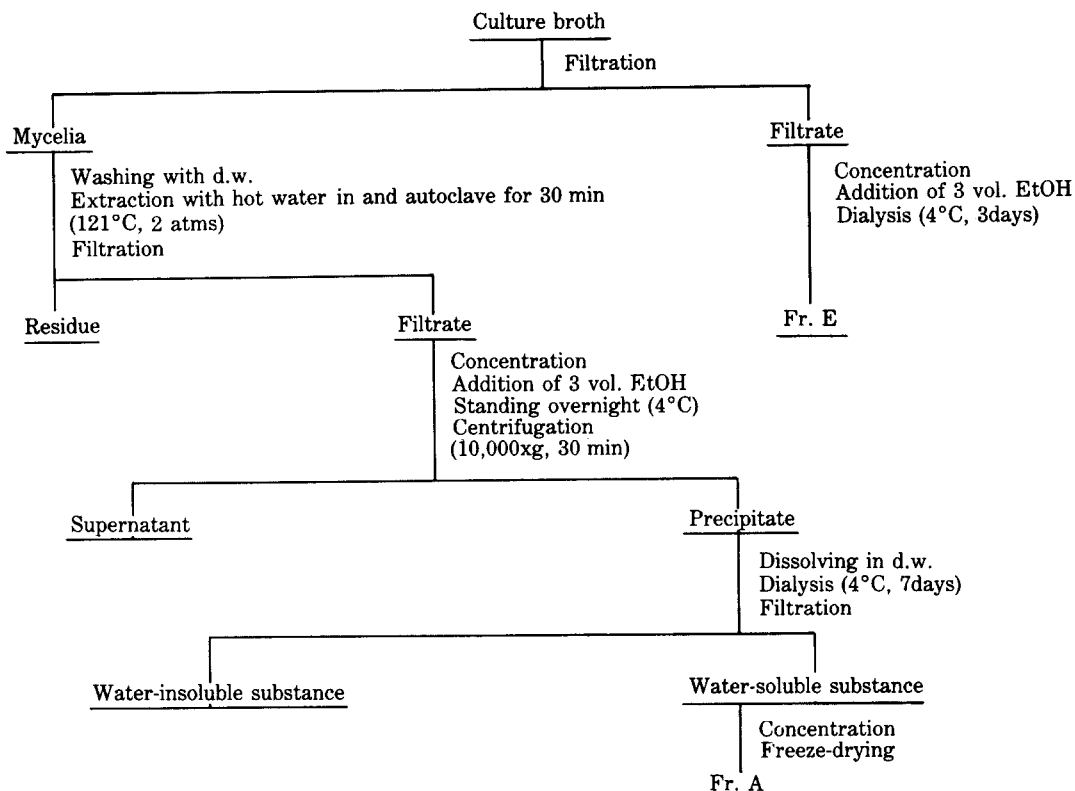 Culture broth
Filtration
Mycelia
Washing with d.w.
Extraction with hot water in and autoclave for 30 min
(121°C, 2 atms)
Filtration
Filtrate
Concentration
Addition of 3 vol. EtOH
Dialysis (4°C, 3days)
Residue
Filtrate
Fr. E
Concentration
Addition of 3 vol. EtOH
Standing overnight (4°C)
Centrifugation
(10,000xg, 30 min)
Supernatant
Precipitate
Dissolving in d.w.
Dialysis (4°C, 7days)
Filtration
Water-insoluble substance
Water-soluble substance
Concentration
Freeze-drying
Fr. A